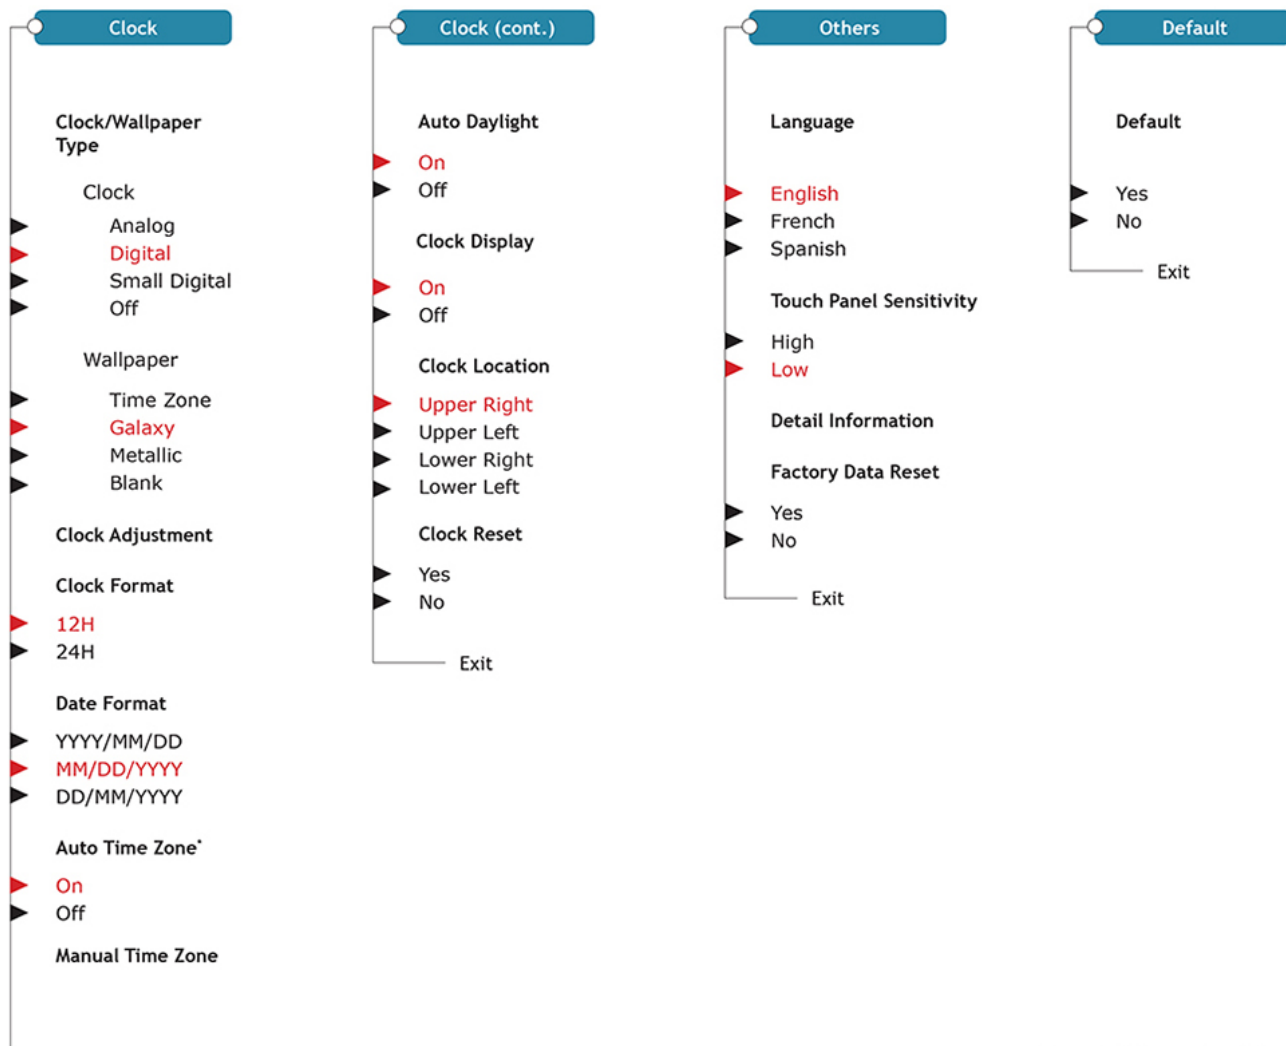 Clock
Clock/Wallpaper
Type
Clock
Analog
Digital
Small Digital
Off
Wallpaper
Time Zone
Galaxy
Metallic
Blank
Clock Adjustment
Clock Format
12H
24H
Date Format
YYYY/MM/DD
MM/DD/YYYY
DD/MM/YYYY
Auto Time Zone*
On
Off
Manual Time Zone
Clock (cont.)
Auto Daylight
On
Off
Clock Display
On
Off
Clock Location
Upper Right
Upper Left
Lower Right
Lower Left
Clock Reset
Yes
No
Exit
Others
Language
English
French
Spanish
Touch Panel Sensitivity
High
Low
Detail Information
Factory Data Reset
Yes
No
Exit
Default
Default
Yes
No
Exit